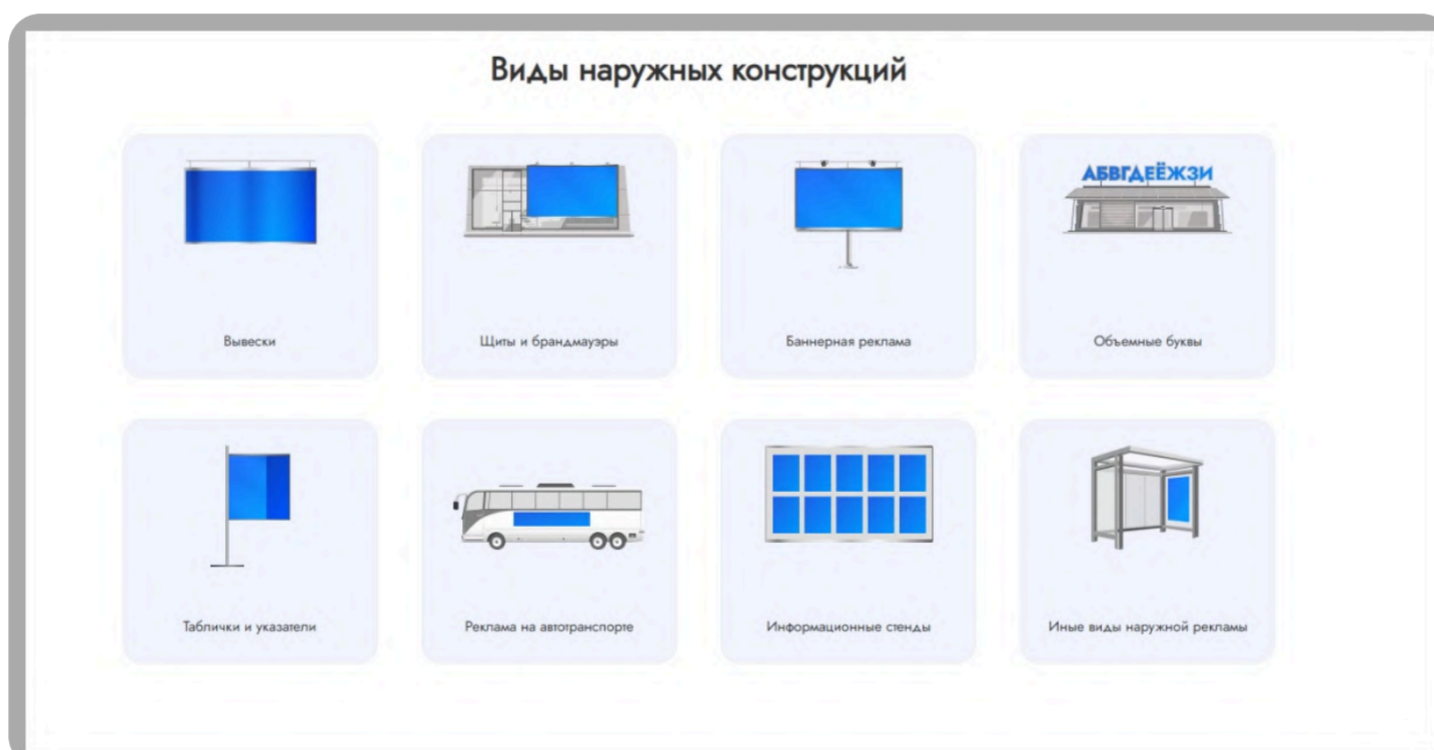 Виды наружных конструкций
АБВГДЕЁЖЗИ
Вывески
Щиты и брандмауэры
Баннерная реклама
Объемные буквы
Таблички и указатели
Реклама на автотранспорте
Информационные стенды
Иные виды наружной рекламы